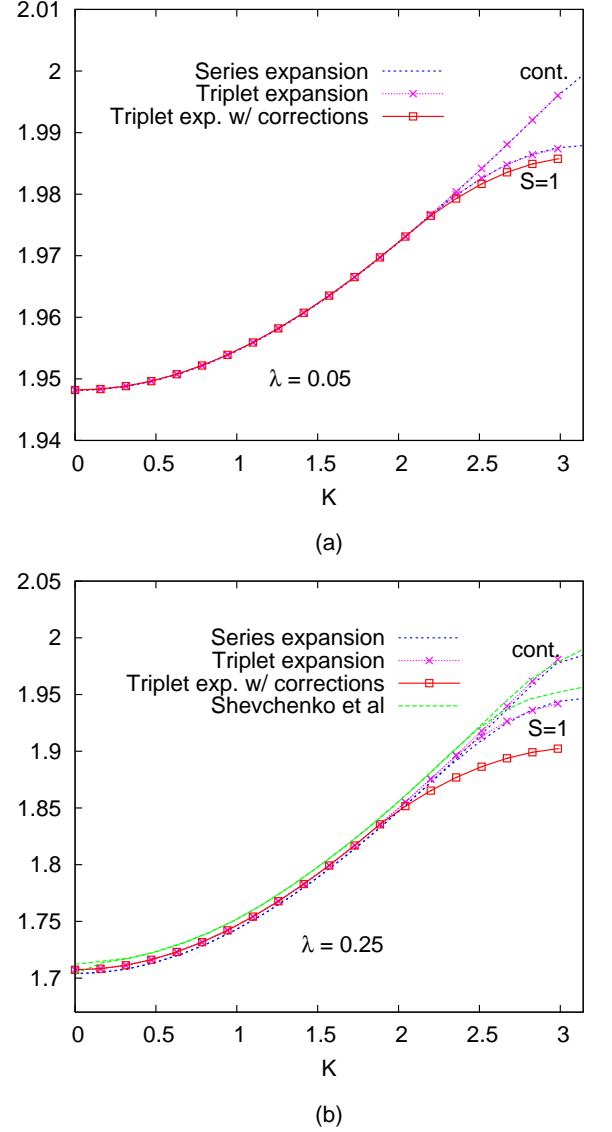 2.01
2
1.99
1.98
1.97
1.96
1.95
1.94
Series expansion
Triplet expansion
Triplet exp. w/ corrections
cont.
S=1
λ = 0.05
0 0.5 1 1.5 2 2.5 3
K
(a)
2.05
2
1.95
1.9
1.85
1.8
1.75
1.7
Series expansion
Triplet expansion
Triplet exp. w/ corrections
Shevchenko et al
cont.
S=1
λ = 0.25
0 0.5 1 1.5 2 2.5 3
K
(b)